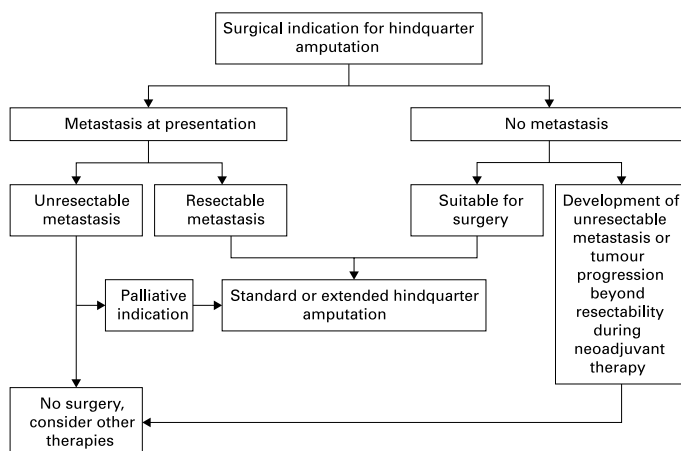 Surgical indication for hindquarter
amputation
Metastasis at presentation
No metastasis
Unresectable
metastasis
Resectable
metastasis
Suitable for
surgery
Development of
unresectable
metastasis or
tumour
progression
beyond
resectability
during
neoadjuvant
therapy
Palliative
indication
Standard or extended hindquarter
amputation
No surgery,
consider other
therapies